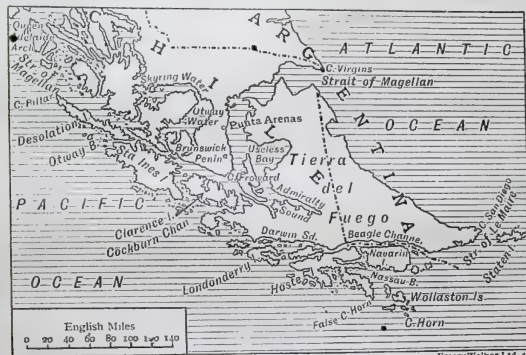 Queen
Adelaide
Arch.
Str. of
Magellan
C. Pillar
Desolation
Otway B.
Sta Ines I.
Skyring Water
Otway
Water
Punta Arenas
Brunswick
Penin.
Useless
Bay
C. Froward
Admiralty
Sound
Clarence I.
Cockburn Chan
Darwin Sd.
Londonderry
Hoste
CHILE
ARGENTINA
ATLANTIC
OCEAN
C. Virgins
Strait of Magellan
Tierra
del
Fuego
Beagle Channel
Navarin
Nassau B.
Wollaston Is
False C. Horn
C. Horn
C. San Diego
Str. of Le Maire
Staten I.
PACIFIC
OCEAN
English Miles
0 20 40 60 80 100 120 140